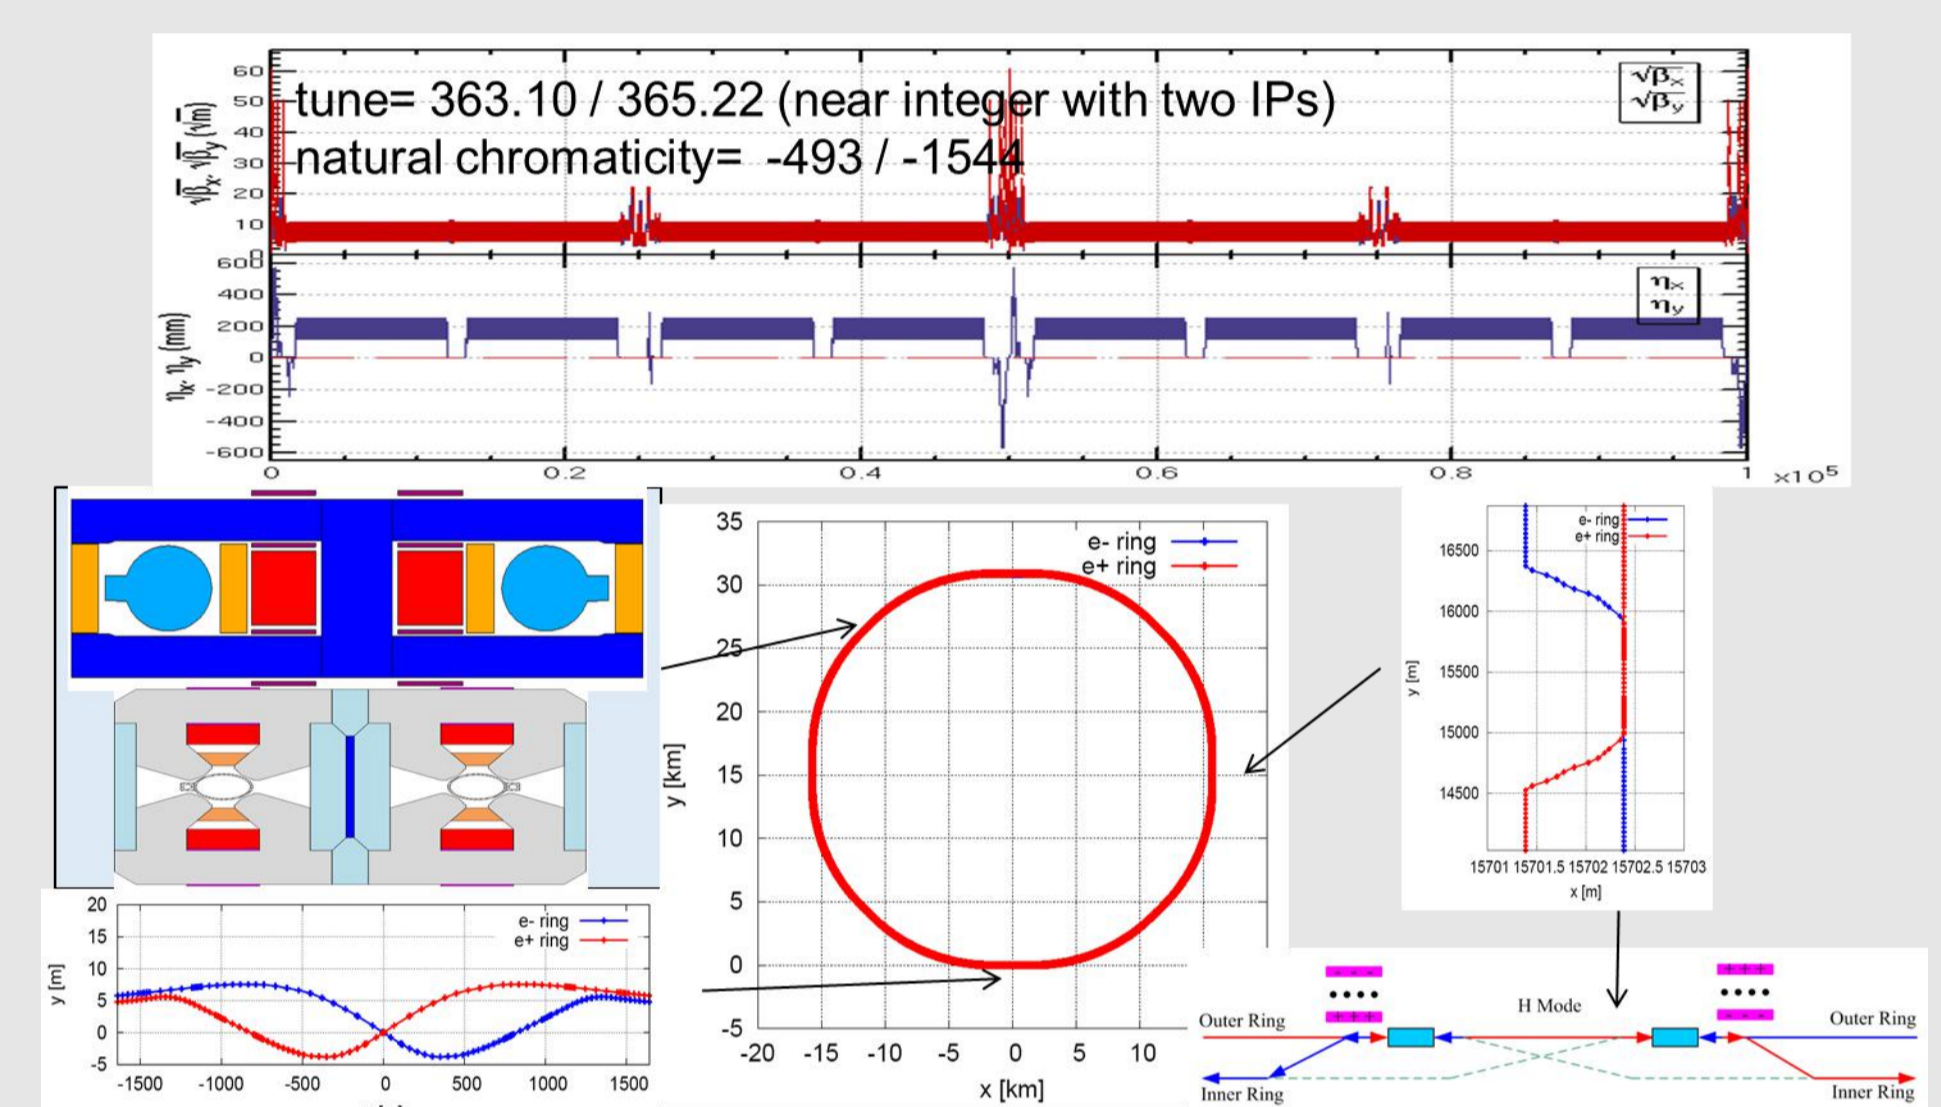 tune= 363.10 / 365.22 (near integer with two IPs)
natural chromaticity= -493 / -1544
√βx
√βy
√βx, √βy (√m)
60
50
40
30
20
10
0
ηx
ηy
ηx, ηy (mm)
600
400
200
0
-200
-400
-600
0 0.2 0.4 0.6 0.8 1 ×10⁵
e- ring
e+ ring
y [km]
35
30
25
20
15
10
5
0
-5
-20 -15 -10 -5 0 5 10
x [km]
e- ring
e+ ring
y [m]
16500
16000
15500
15000
14500
15701 15701.5 15702 15702.5 15703
x [m]
e- ring
e+ ring
y [m]
20
15
10
5
0
-5
-1500 -1000 -500 0 500 1000 1500
- - - -
+ + + +
+ + +
- - -
H Mode
Outer Ring
Outer Ring
Inner Ring
Inner Ring